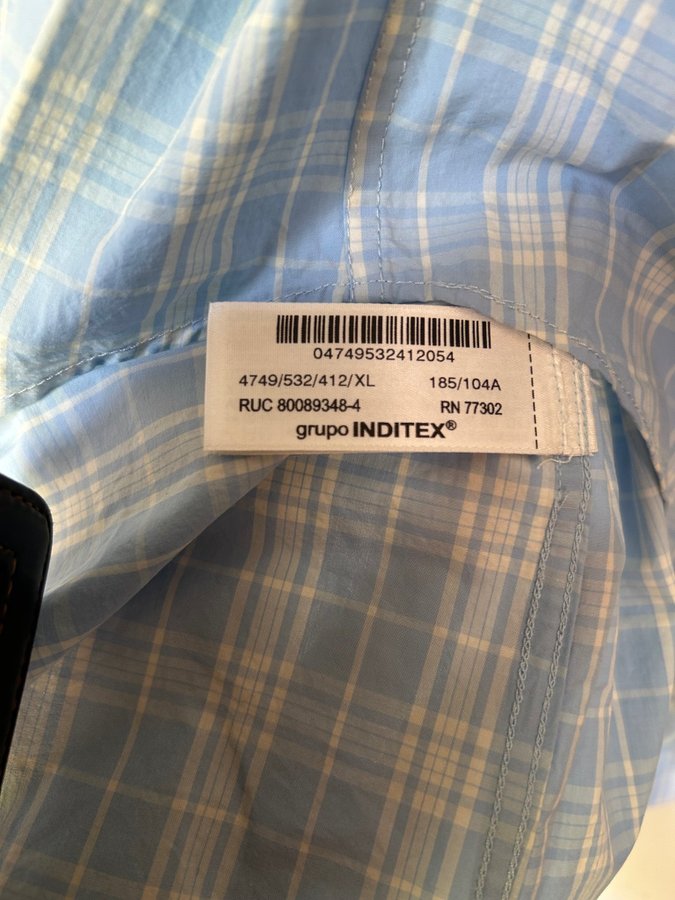 04749532412054
4749/532/412/XL 185/104A
RUC 80089348-4 RN 77302
grupo INDITEX®